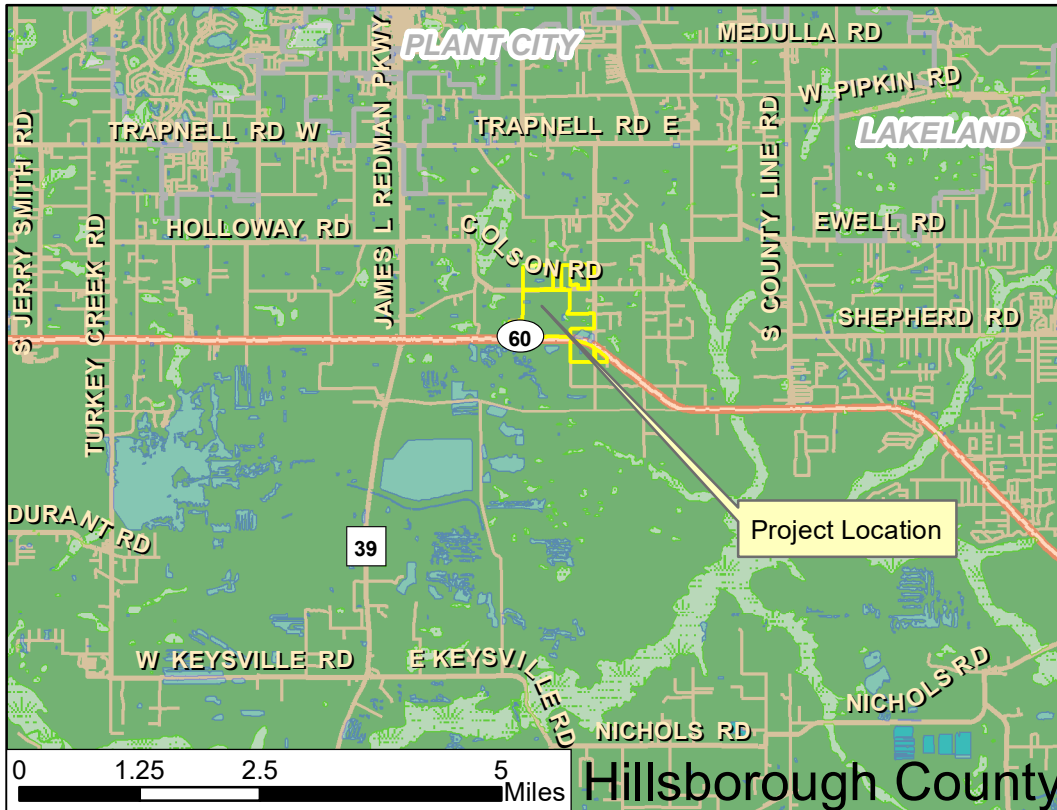 PLANT CITY
MEDULLA RD
W PIPKIN RD
S JERRY SMITH RD
TRAPNELL RD W
JAMES L REDMAN PKWY
TRAPNELL RD E
S COUNTY LINE RD
LAKELAND
TURKEY CREEK RD
HOLLOWAY RD
COLSON RD
EWELL RD
SHEPHERD RD
60
Project Location
DURANT RD
39
W KEYSVILLE RD
E KEYSVILLE RD
NICHOLS RD
NICHOLS RD
0 1.25 2.5 5
Miles
Hillsborough County